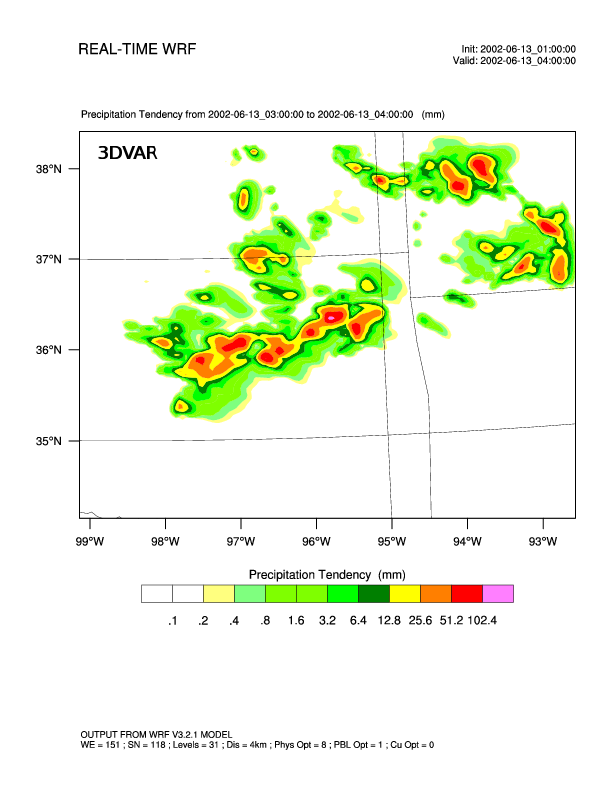 REAL-TIME WRF
Init: 2002-06-13_01:00:00
Valid: 2002-06-13_04:00:00
Precipitation Tendency from 2002-06-13_03:00:00 to 2002-06-13_04:00:00 (mm)
3DVAR
38°N
37°N
36°N
35°N
99°W 98°W 97°W 96°W 95°W 94°W 93°W
Precipitation Tendency (mm)
.1 .2 .4 .8 1.6 3.2 6.4 12.8 25.6 51.2 102.4
OUTPUT FROM WRF V3.2.1 MODEL
WE = 151 ; SN = 118 ; Levels = 31 ; Dis = 4km ; Phys Opt = 8 ; PBL Opt = 1 ; Cu Opt = 0